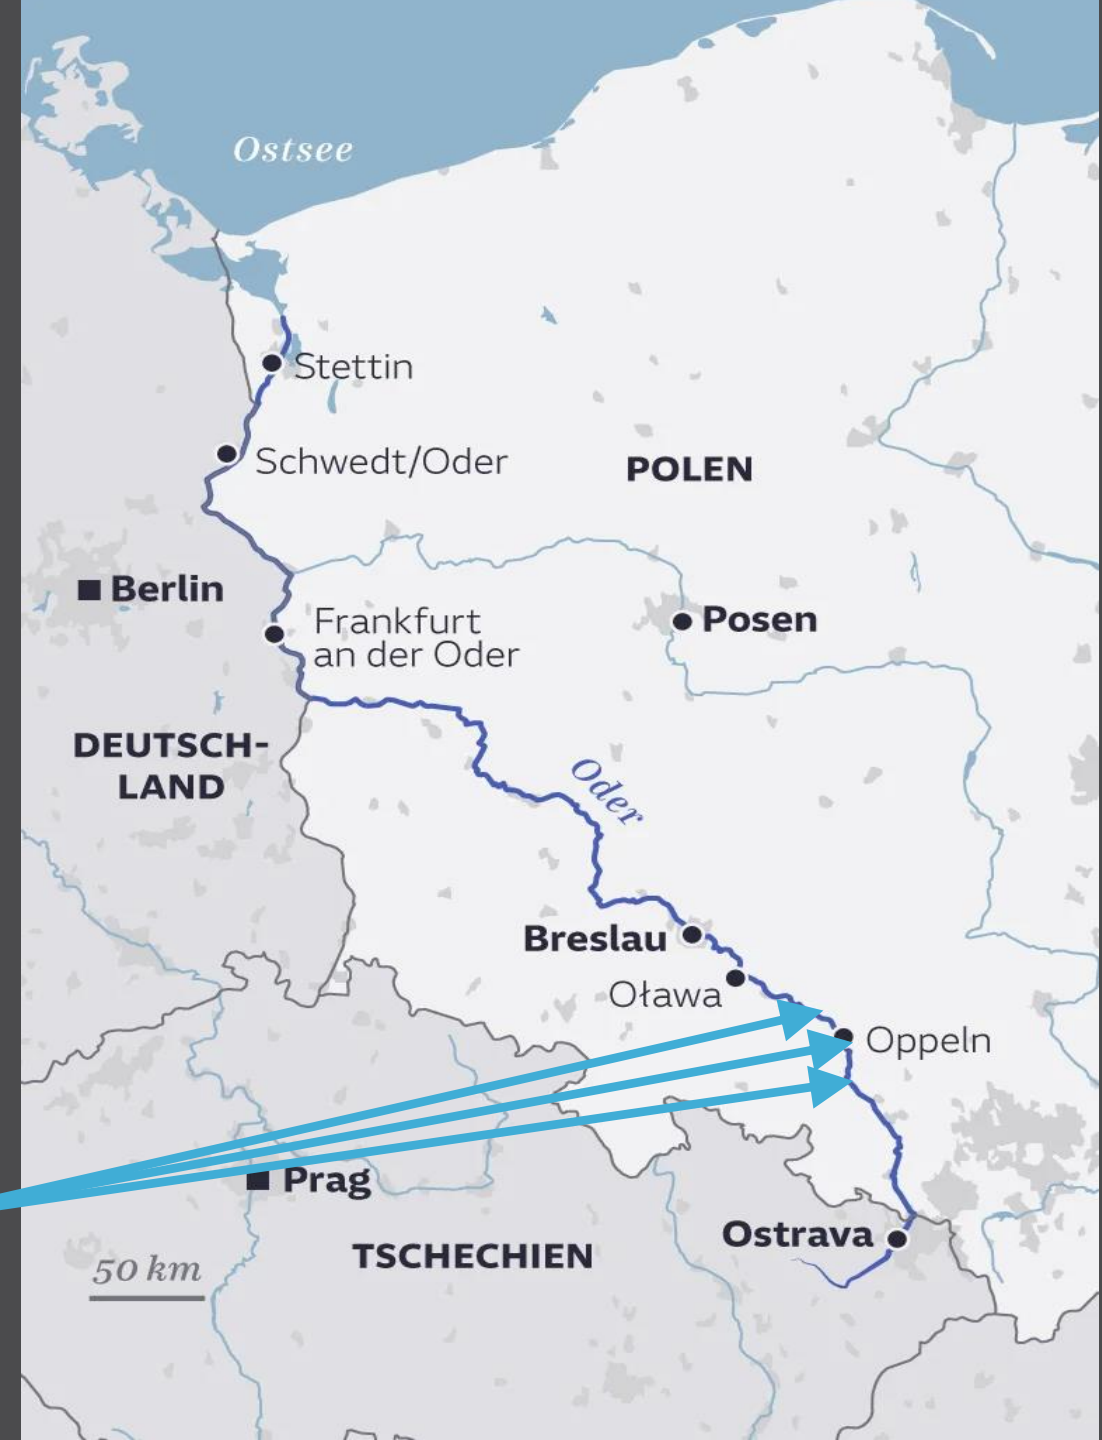 Ostsee
Stettin
Schwedt/Oder
POLEN
Berlin
Posen
Frankfurt
an der Oder
DEUTSCH-
LAND
Oder
Breslau
Oława
Oppeln
Prag
Ostrava
TSCHECHIEN
50 km